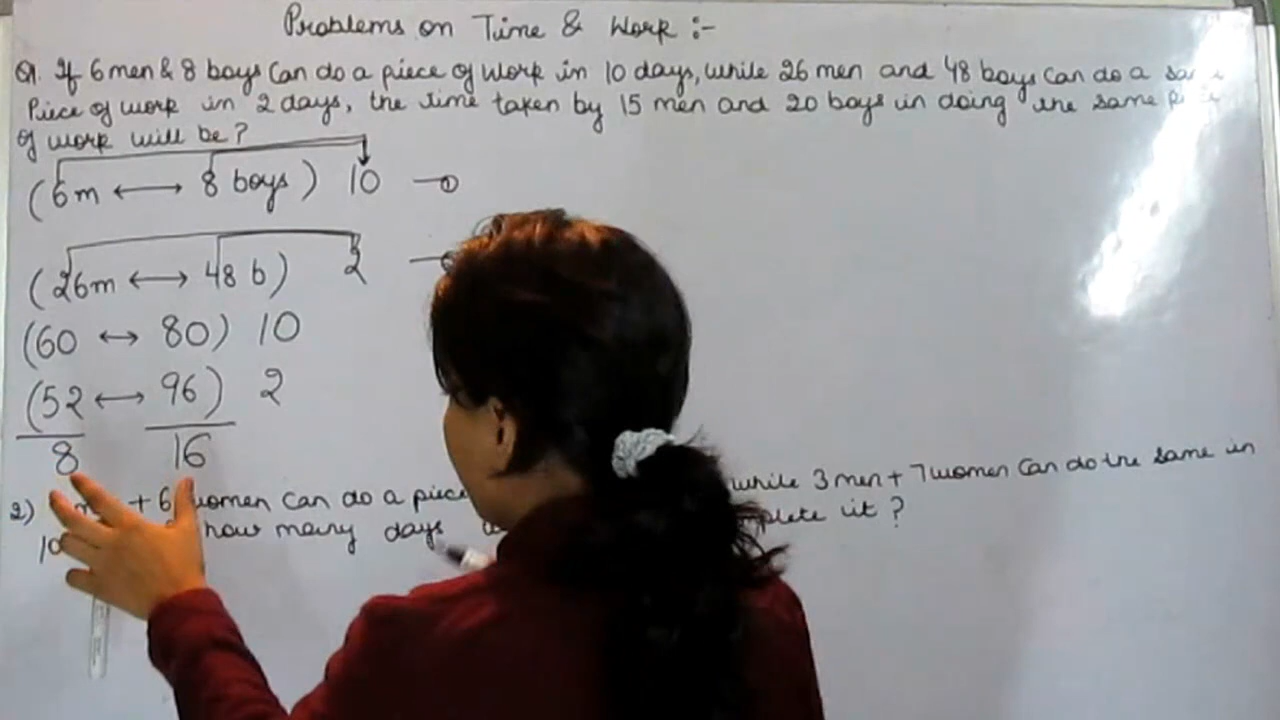 Problems on Time & Work :-
Q1. If 6 men & 8 boys can do a piece of work in 10 days, while 26 men and 48 boys can do a
Piece of work in 2 days, the time taken by 15 men and 20 boys in doing the same
of work will be?
(6m ⟷ 8 boys) 10 —①
(26m ⟷ 48 b) 2
(60 ↔ 80) 10
(52 ⟷ 96) 2
8 16
2) + 6 women can do a while 3 men + 7 women can do the same in
10 how many days it?